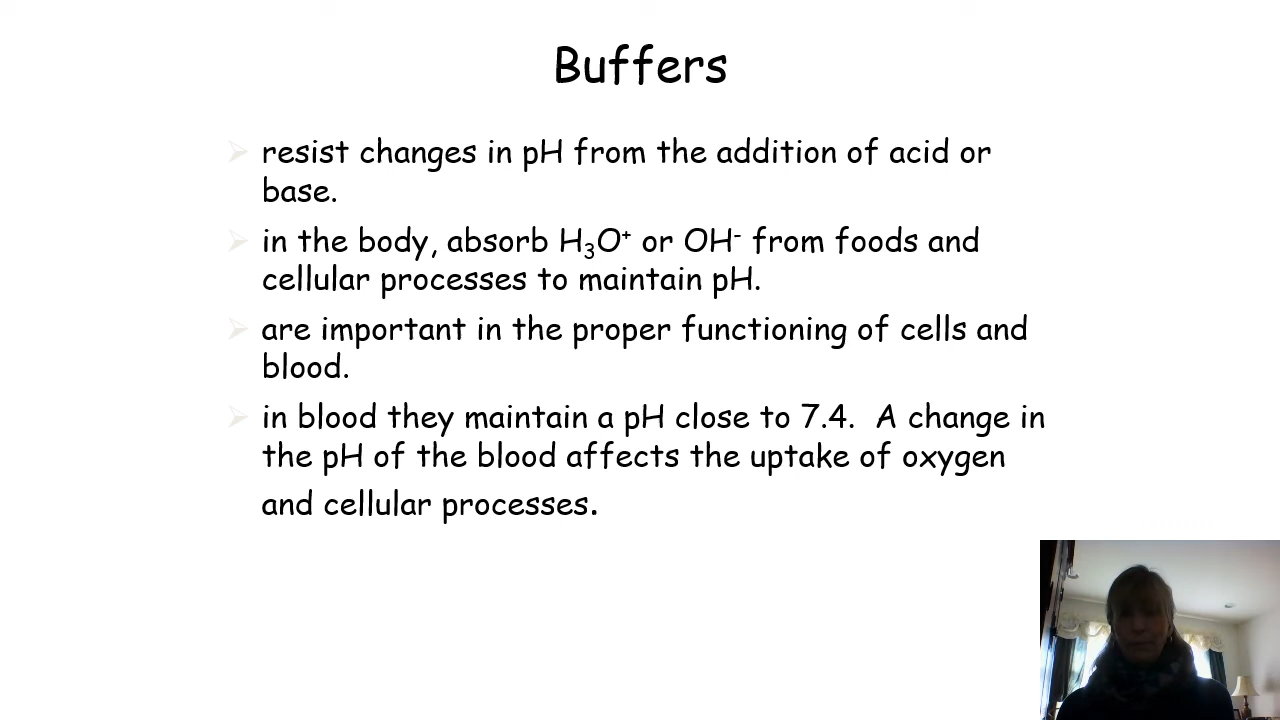 Buffers
resist changes in pH from the addition of acid or
base.
in the body, absorb H₃O⁺ or OH⁻ from foods and
cellular processes to maintain pH.
are important in the proper functioning of cells and
blood.
in blood they maintain a pH close to 7.4.  A change in
the pH of the blood affects the uptake of oxygen
and cellular processes.